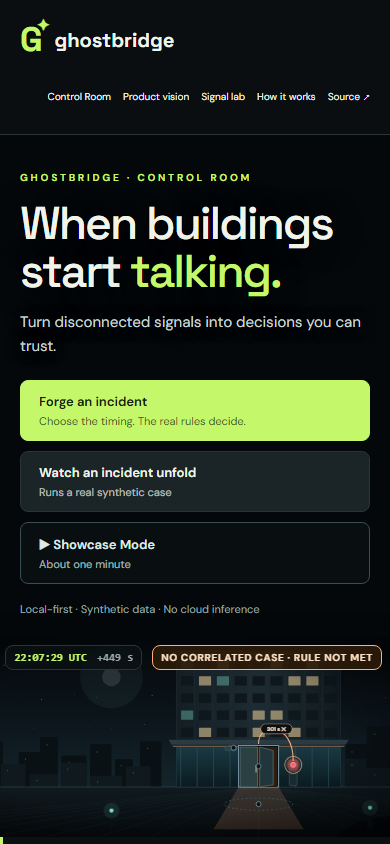 G ghostbridge
Control Room Product vision Signal lab How it works Source ↗
GHOSTBRIDGE · CONTROL ROOM
When buildings
start talking.
Turn disconnected signals into decisions you can
trust.
Forge an incident
Choose the timing. The real rules decide.
Watch an incident unfold
Runs a real synthetic case
▶ Showcase Mode
About one minute
Local-first · Synthetic data · No cloud inference
22:07:29 UTC +449 s
NO CORRELATED CASE · RULE NOT MET